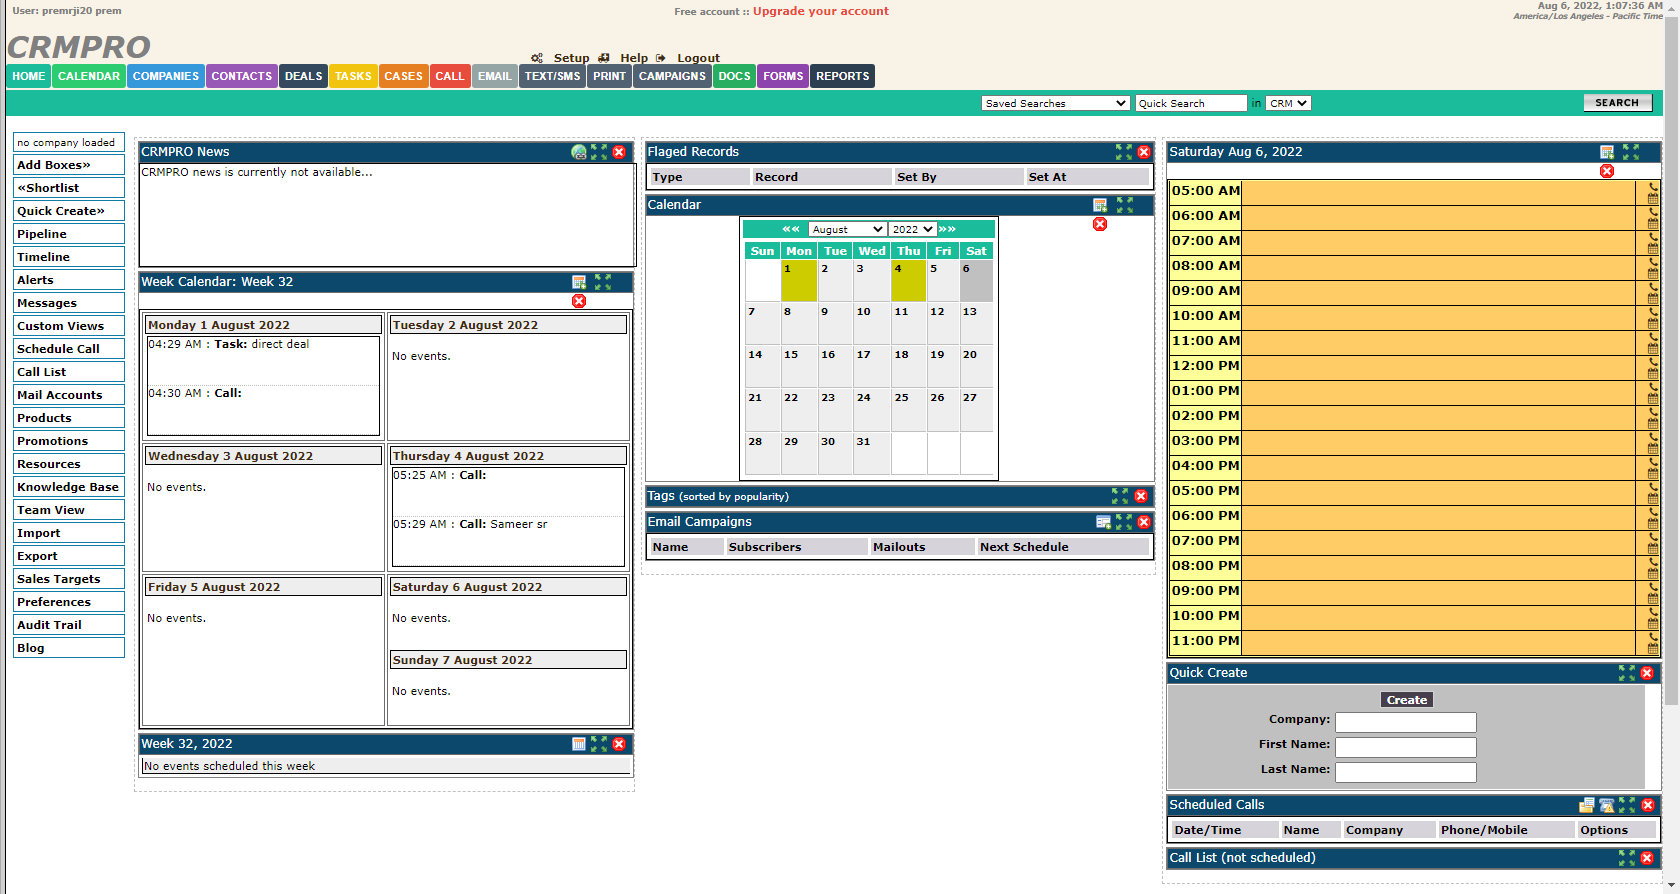 User: premrji20 prem
Free account :: Upgrade your account
Aug 6, 2022, 1:07:36 AM
America/Los Angeles - Pacific Time
CRMPRO
Setup Help Logout
HOME CALENDAR COMPANIES CONTACTS DEALS TASKS CASES CALL EMAIL TEXT/SMS PRINT CAMPAIGNS DOCS FORMS REPORTS
Saved Searches Quick Search in CRM SEARCH
no company loaded
Add Boxes»
«Shortlist
Quick Create»
Pipeline
Timeline
Alerts
Messages
Custom Views
Schedule Call
Call List
Mail Accounts
Products
Promotions
Resources
Knowledge Base
Team View
Import
Export
Sales Targets
Preferences
Audit Trail
Blog
CRMPRO News
CRMPRO news is currently not available...
Week Calendar: Week 32
Monday 1 August 2022
04:29 AM : Task: direct deal
04:30 AM : Call:
Tuesday 2 August 2022
No events.
Wednesday 3 August 2022
No events.
Thursday 4 August 2022
05:25 AM : Call:
05:29 AM : Call: Sameer sr
Friday 5 August 2022
No events.
Saturday 6 August 2022
No events.
Sunday 7 August 2022
No events.
Week 32, 2022
No events scheduled this week
Flaged Records
Type Record Set By Set At
Calendar
«« August 2022 »»
Sun Mon Tue Wed Thu Fri Sat
1 2 3 4 5 6
7 8 9 10 11 12 13
14 15 16 17 18 19 20
21 22 23 24 25 26 27
28 29 30 31
Tags (sorted by popularity)
Email Campaigns
Name Subscribers Mailouts Next Schedule
Saturday Aug 6, 2022
05:00 AM
06:00 AM
07:00 AM
08:00 AM
09:00 AM
10:00 AM
11:00 AM
12:00 PM
01:00 PM
02:00 PM
03:00 PM
04:00 PM
05:00 PM
06:00 PM
07:00 PM
08:00 PM
09:00 PM
10:00 PM
11:00 PM
Quick Create
Create
Company:
First Name:
Last Name:
Scheduled Calls
Date/Time Name Company Phone/Mobile Options
Call List (not scheduled)